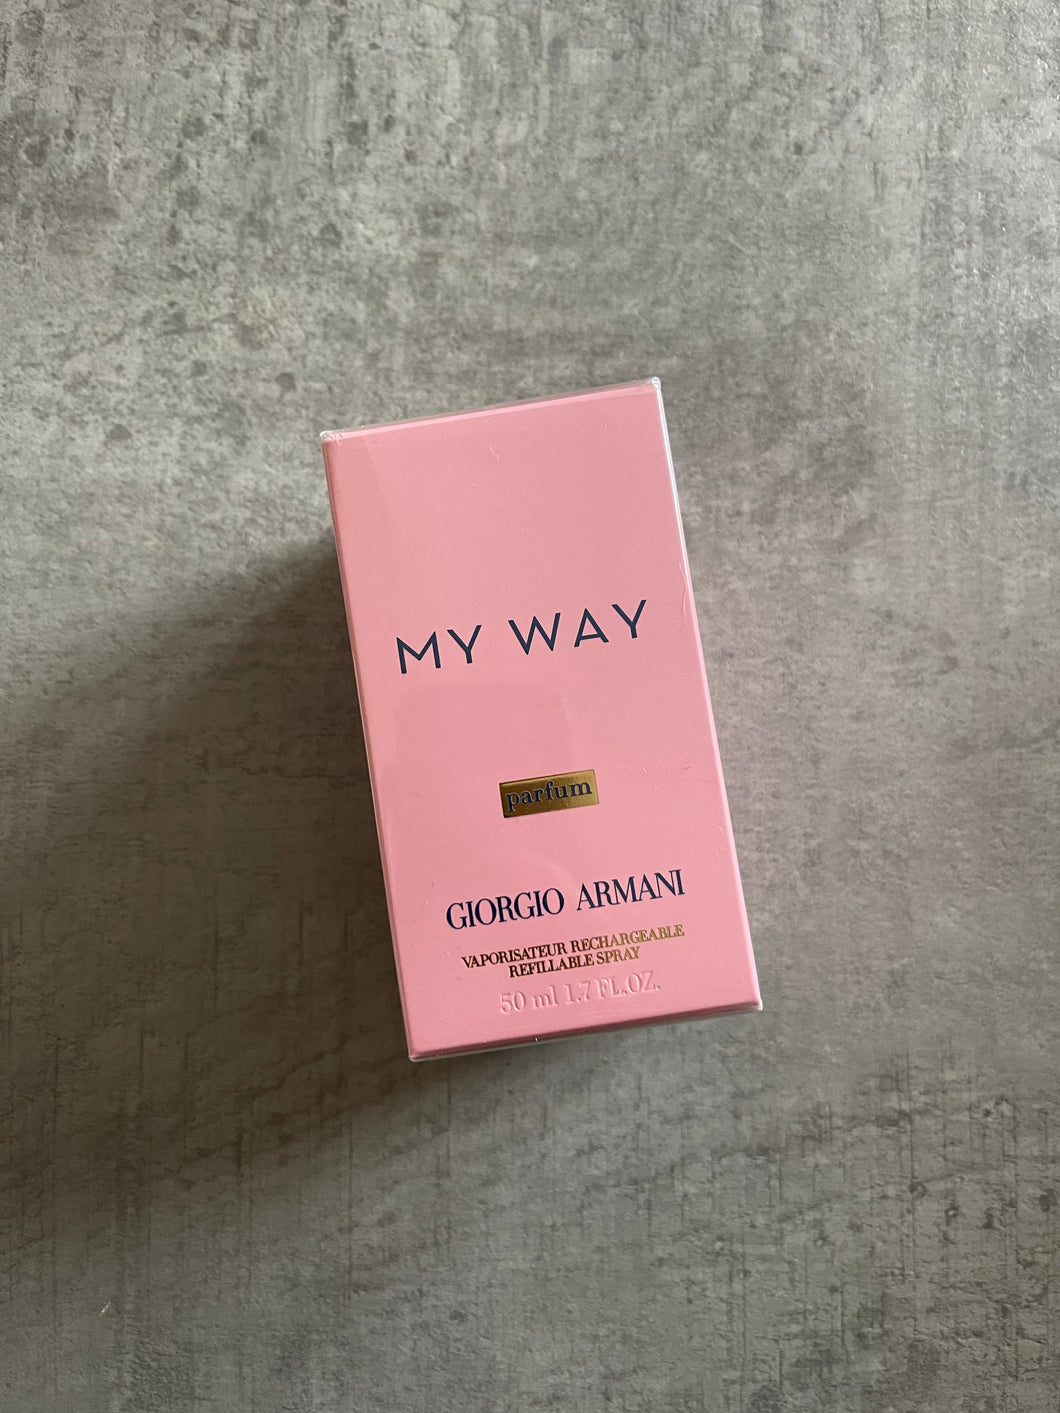 MY WAY
parfum
GIORGIO ARMANI
VAPORISATEUR RECHARGEABLE
REFILLABLE SPRAY
50 ml 1.7 FL.OZ.